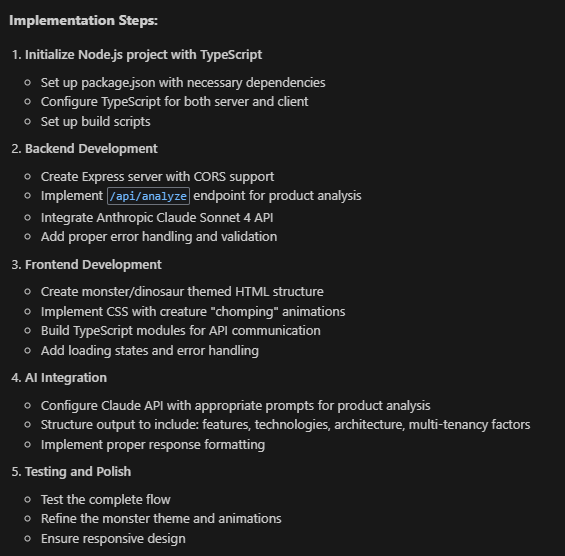 Implementation Steps:
1. Initialize Node.js project with TypeScript
Set up package.json with necessary dependencies
Configure TypeScript for both server and client
Set up build scripts
2. Backend Development
Create Express server with CORS support
Implement /api/analyze endpoint for product analysis
Integrate Anthropic Claude Sonnet 4 API
Add proper error handling and validation
3. Frontend Development
Create monster/dinosaur themed HTML structure
Implement CSS with creature "chomping" animations
Build TypeScript modules for API communication
Add loading states and error handling
4. AI Integration
Configure Claude API with appropriate prompts for product analysis
Structure output to include: features, technologies, architecture, multi-tenancy factors
Implement proper response formatting
5. Testing and Polish
Test the complete flow
Refine the monster theme and animations
Ensure responsive design